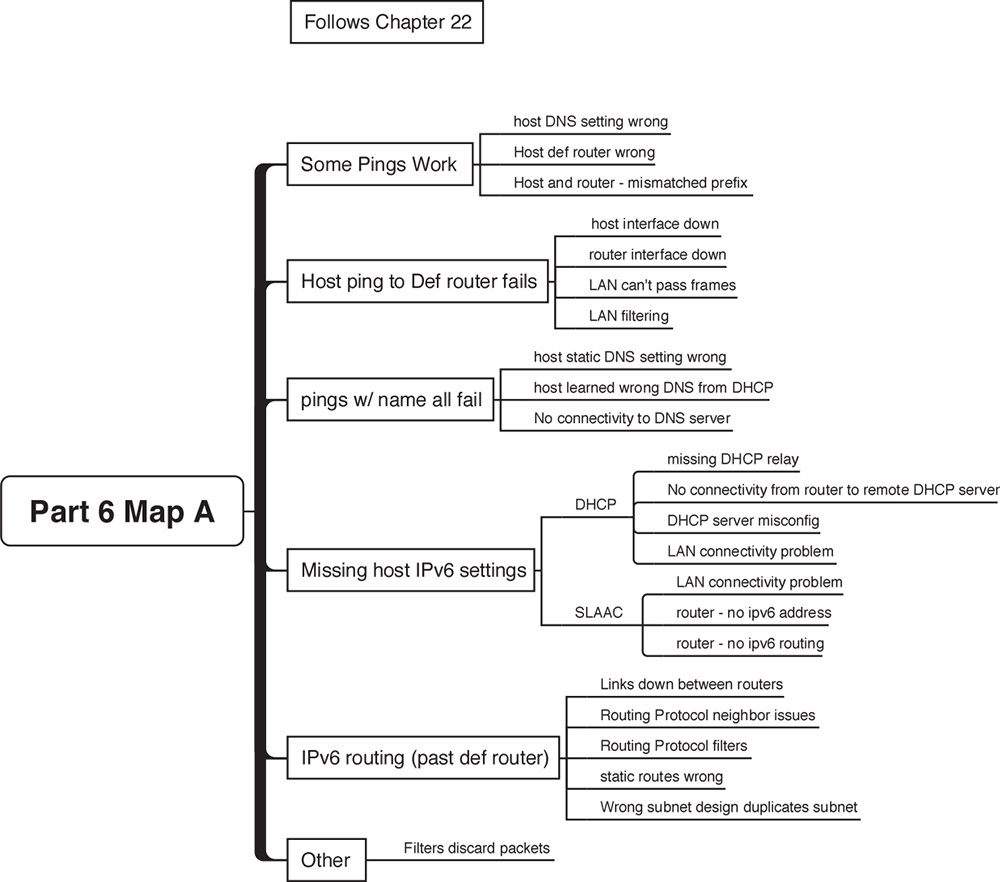 Follows Chapter 22
Part 6 Map A
Some Pings Work
host DNS setting wrong
Host def router wrong
Host and router - mismatched prefix
Host ping to Def router fails
host interface down
router interface down
LAN can't pass frames
LAN filtering
pings w/ name all fail
host static DNS setting wrong
host learned wrong DNS from DHCP
No connectivity to DNS server
Missing host IPv6 settings
DHCP
missing DHCP relay
No connectivity from router to remote DHCP server
DHCP server misconfig
LAN connectivity problem
SLAAC
LAN connectivity problem
router - no ipv6 address
router - no ipv6 routing
IPv6 routing (past def router)
Links down between routers
Routing Protocol neighbor issues
Routing Protocol filters
static routes wrong
Wrong subnet design duplicates subnet
Other
Filters discard packets